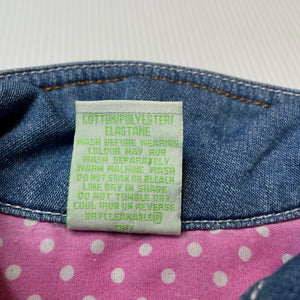 COTTON/POLYESTER/
ELASTANE
WASH BEFORE WEARING
COLOUR MAY RUB
WASH SEPARATELY
WARM MACHINE WASH
DO NOT SOAK OR BLEACH
LINE DRY IN SHADE
DO NOT TUMBLE DRY
COOL IRON ON REVERSE
DRYCLEANABLE Ⓟ